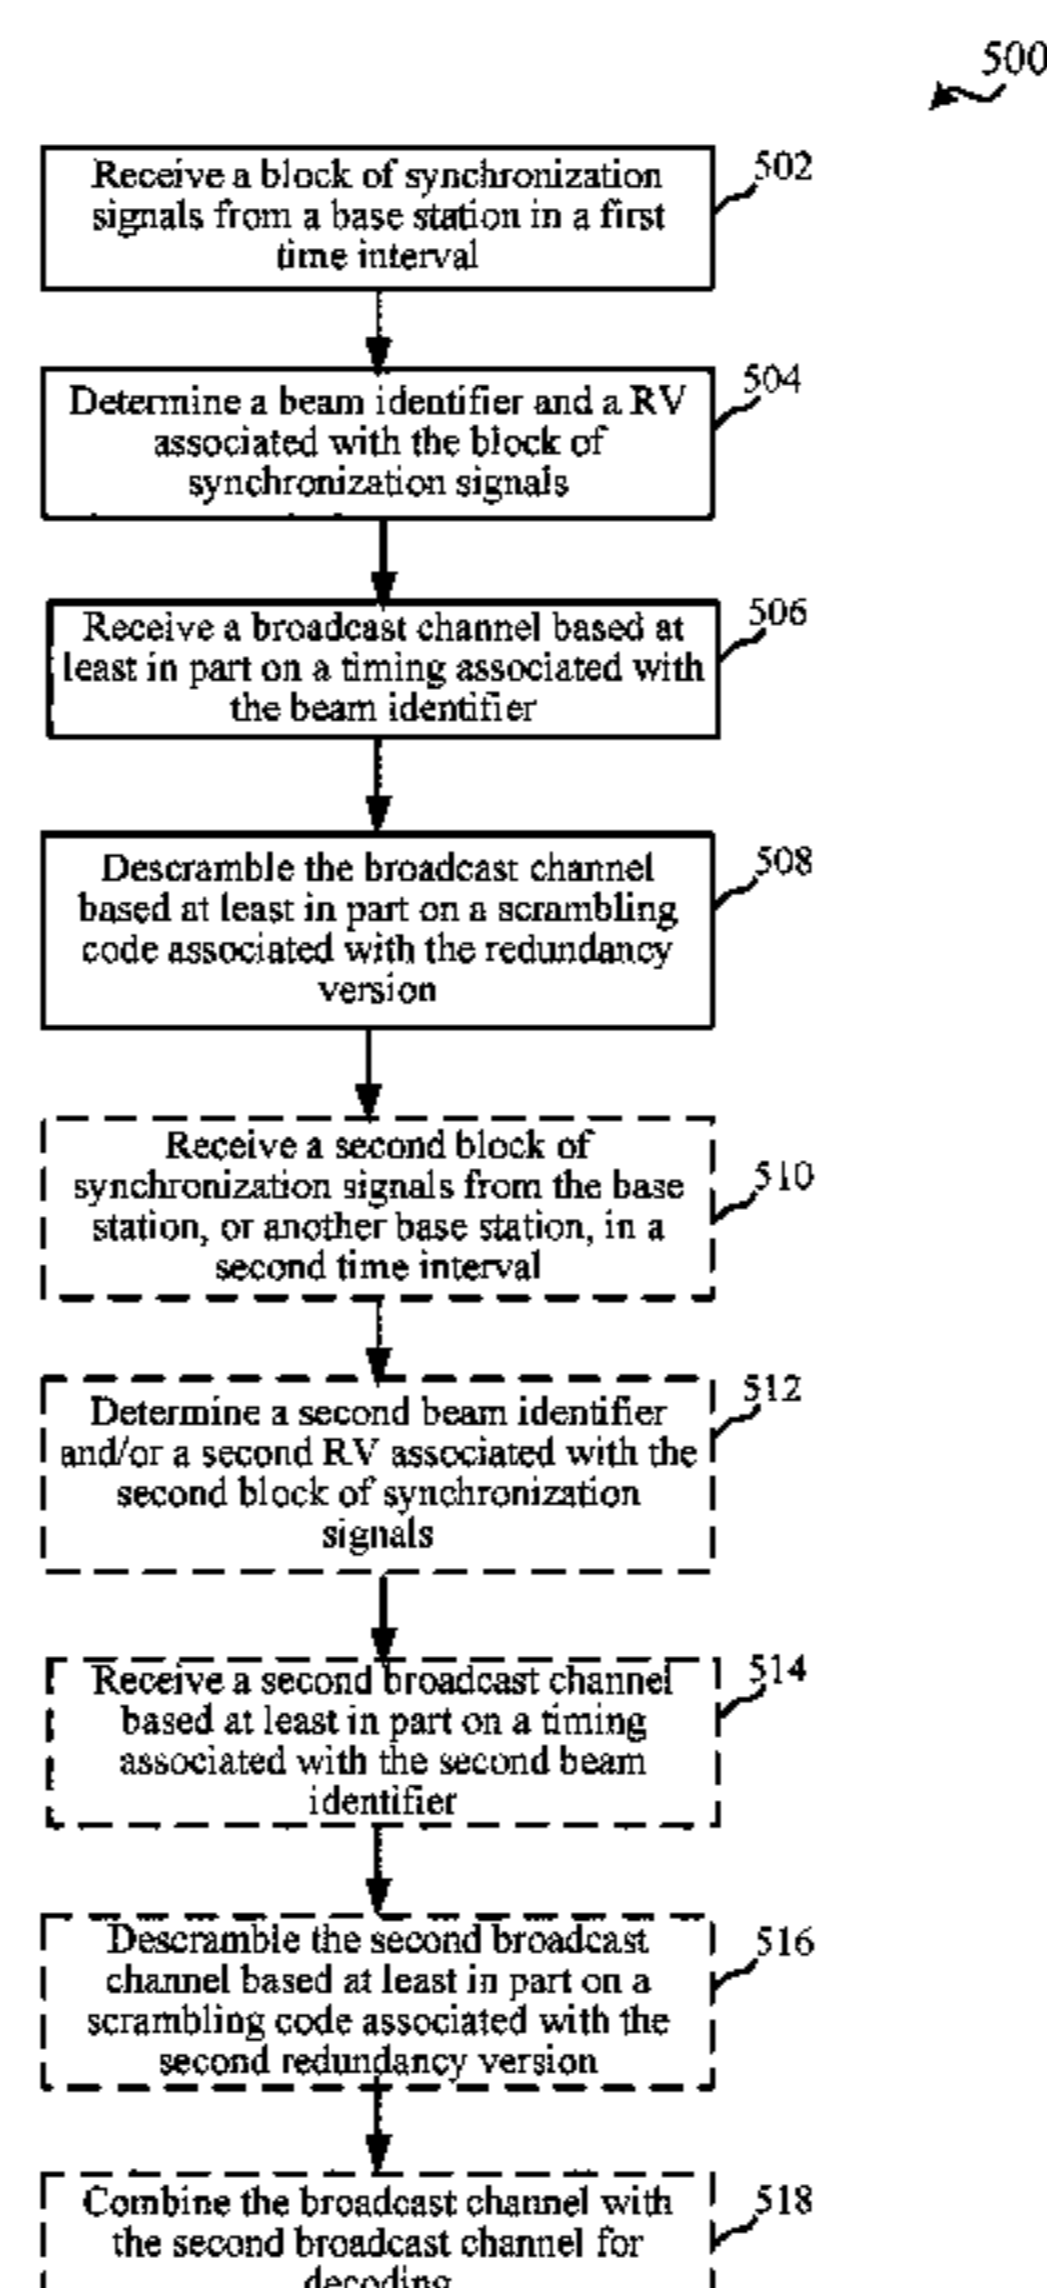 500
Receive a block of synchronization
signals from a base station in a first
time interval
502
Determine a beam identifier and a RV
associated with the block of
synchronization signals
504
Receive a broadcast channel based at
least in part on a timing associated with
the beam identifier
506
Descramble the broadcast channel
based at least in part on a scrambling
code associated with the redundancy
version
508
Receive a second block of
synchronization signals from the base
station, or another base station, in a
second time interval
510
Determine a second beam identifier
and/or a second RV associated with the
second block of synchronization
signals
512
Receive a second broadcast channel
based at least in part on a timing
associated with the second beam
identifier
514
Descramble the second broadcast
channel based at least in part on a
scrambling code associated with the
second redundancy version
516
Combine the broadcast channel with
the second broadcast channel for
decoding
518